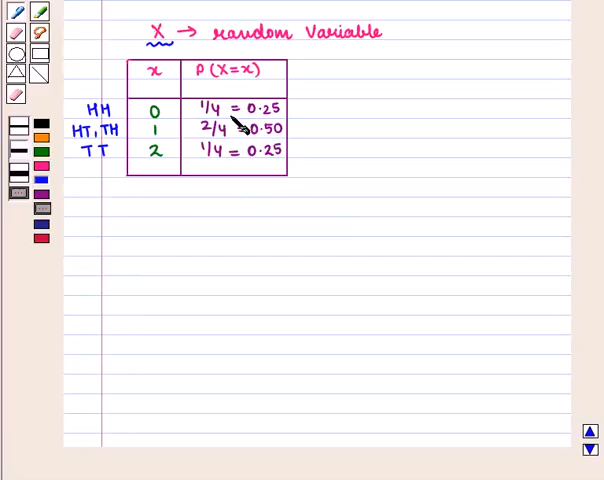 X → random Variable
x P(X=x)
HH 0 1/4 = 0.25
HT, TH 1 2/4 = 0.50
TT 2 1/4 = 0.25